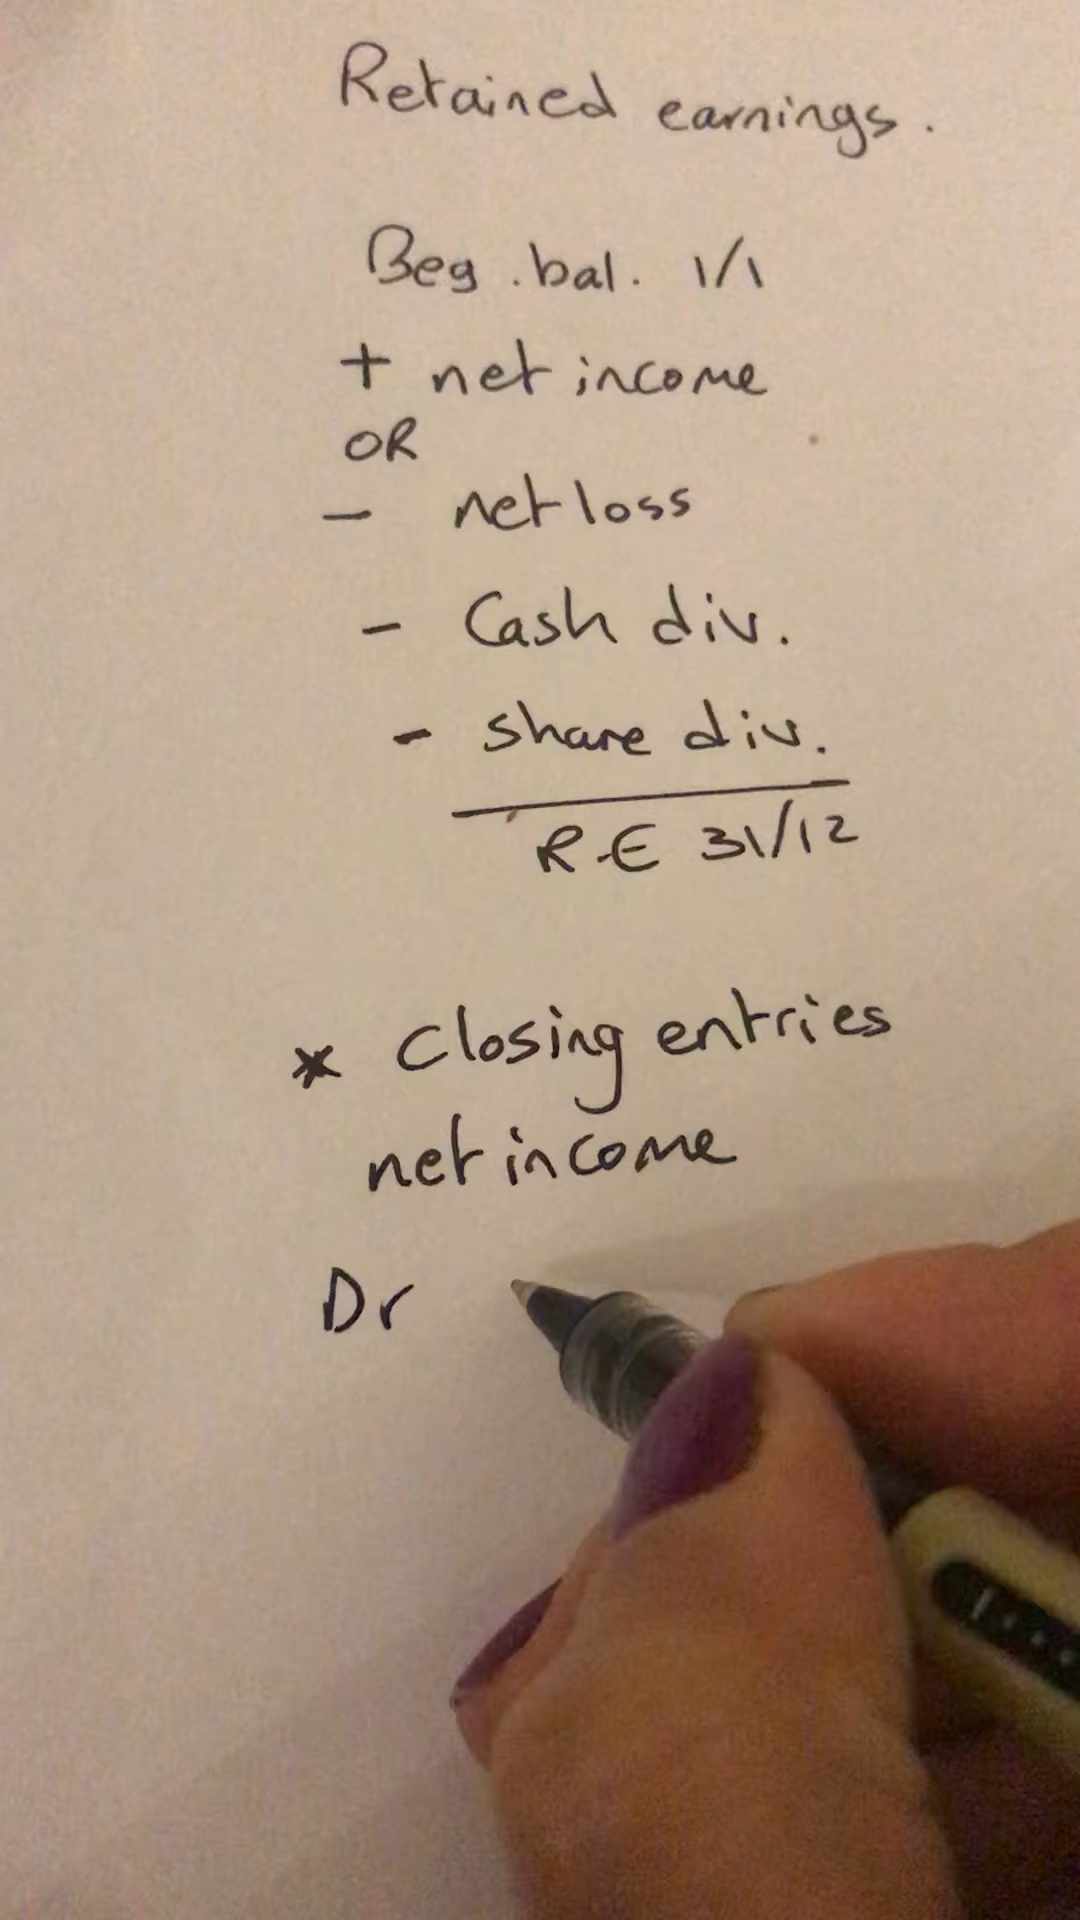 Retained earnings.
Beg. bal. 1/1
+ net income
OR
- net loss
- Cash div.
- share div.
R.E 31/12
* Closing entries
net income
Dr